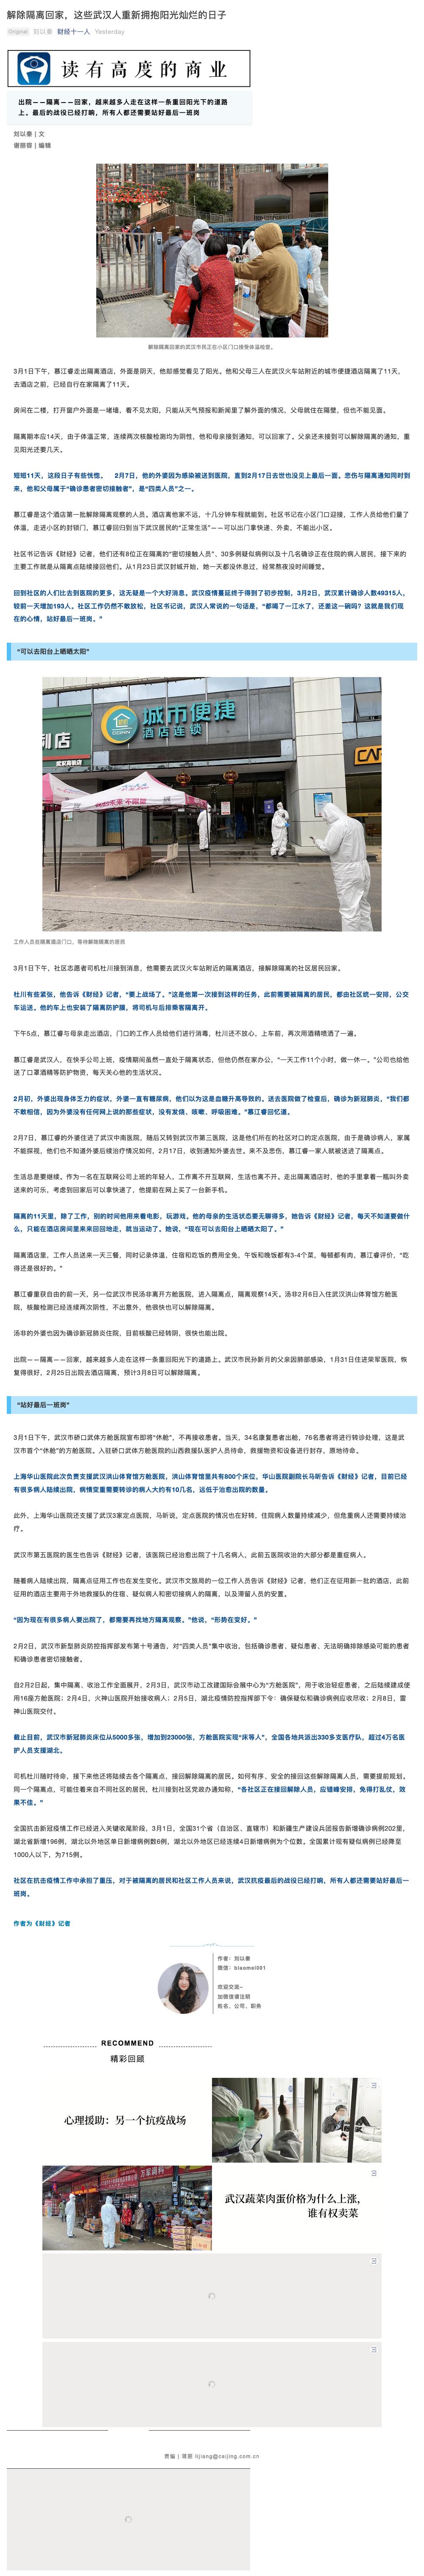 解除隔离回家，这些武汉人重新拥抱阳光灿烂的日子
Original 刘以秦 财经十一人 Yesterday
读有高度的商业
出院——隔离——回家，越来越多人走在这样一条重回阳光下的道路
上。最后的战役已经打响，所有人都还需要站好最后一班岗
刘以秦 | 文
谢丽容 | 编辑
解除隔离回家的武汉市民正在小区门口接受体温检查。
3月1日下午，慕江睿走出隔离酒店，外面是阴天，他却感觉看见了阳光。他和父母三人在武汉火车站附近的城市便捷酒店隔离了11天，
去酒店之前，已经自行在家隔离了11天。
房间在二楼，打开窗户外面是一堵墙，看不见太阳，只能从天气预报和新闻里了解外面的情况，父母就住在隔壁，但也不能见面。
隔离期本应14天，由于体温正常，连续两次核酸检测均为阴性，他和母亲接到通知，可以回家了。父亲还未接到可以解除隔离的通知，重
见阳光还要几天。
短短11天，这段日子有些恍惚。 2月7日，他的外婆因为感染被送到医院，直到2月17日去世也没见上最后一面。悲伤与隔离通知同时到
来，他和父母属于“确诊患者密切接触者”，是“四类人员”之一。
慕江睿是这个酒店第一批解除隔离观察的人员。酒店离他家不远，十几分钟车程就能到。社区书记在小区门口迎接，工作人员给他们量了
体温，走进小区的封锁门，慕江睿回归到当下武汉居民的“正常生活”——可以出门拿快递、外卖，不能出小区。
社区书记告诉《财经》记者，他们还有8位正在隔离的“密切接触人员”、30多例疑似病例以及十几名确诊正在住院的病人居民，接下来的
主要工作就是从隔离点陆续接回他们。从1月23日武汉封城开始，她一天都没休息过，经常熬夜没时间睡觉。
回到社区的人们比去到医院的更多，这无疑是一个大好消息。武汉疫情蔓延终于得到了初步控制，3月2日，武汉累计确诊人数49315人，
较前一天增加193人。社区工作仍然不敢放松，社区书记说，武汉人常说的一句话是，“都喝了一江水了，还差这一碗吗？这就是我们现
在的心情，站好最后一班岗。”
“可以去阳台上晒晒太阳”
城市便捷
酒店连锁
工作人员在隔离酒店门口，等待解除隔离的居民
3月1日下午，社区志愿者司机杜川接到消息，他需要去武汉火车站附近的隔离酒店，接解除隔离的社区居民回家。
杜川有些紧张，他告诉《财经》记者，“要上战场了。”这是他第一次接到这样的任务，此前需要被隔离的居民，都由社区统一安排，公交
车运送。他的车上也安装了隔离防护膜，将司机与后排乘客隔离开。
下午5点，慕江睿与母亲走出酒店，门口的工作人员给他们进行消毒，杜川还不放心，上车前，再次用酒精喷洒了一遍。
慕江睿是武汉人，在快手公司上班，疫情期间虽然一直处于隔离状态，但他仍然在家办公，“一天工作11个小时，做一休一。”公司也给他
送了口罩酒精等防护物资，每天关心他的生活状况。
2月初，外婆出现身体乏力的症状，外婆一直有糖尿病，他们以为这是血糖升高导致的。送去医院做了检查后，确诊为新冠肺炎，“我们都
不敢相信，因为外婆没有任何网上说的那些症状，没有发烧、咳嗽、呼吸困难。”慕江睿回忆道。
2月7日，慕江睿的外婆住进了武汉中南医院，随后又转到武汉市第三医院，这是他们所在的社区对口的定点医院，由于是确诊病人，家属
不能探视，他们也不知道外婆后续治疗情况如何，2月17日，收到通知外婆去世。来不及悲伤，慕江睿一家人就被送进了隔离点。
生活总是要继续。作为一名在互联网公司上班的年轻人，工作离不开互联网，生活也离不开。走出隔离酒店时，他的手里拿着一瓶叫外卖
送来的可乐，考虑到回家后可以拿快递了，他提前在网上买了一台新手机。
隔离的11天里，除了工作，别的时间他用来看电影，玩游戏。他的母亲的生活状态要无聊得多，她告诉《财经》记者，每天不知道要做什
么，只能在酒店房间里来来回回地走，就当运动了。她说，“现在可以去阳台上晒晒太阳了。”
隔离酒店里，工作人员送来一天三餐，同时记录体温，住宿和吃饭的费用全免，午饭和晚饭都有3-4个菜，每顿都有肉，慕江睿评价，“吃
得还是很好的。”
慕江睿重获自由的前一天，另一位武汉市民汤非离开方舱医院，进入隔离点，隔离观察14天。汤非2月6日入住武汉洪山体育馆方舱医
院，核酸检测已经连续两次阴性，不出意外，他很快也可以解除隔离。
汤非的外婆也因为确诊新冠肺炎住院，目前核酸已经转阴，很快也能出院。
出院——隔离——回家，越来越多人走在这样一条重回阳光下的道路上。武汉市民孙新月的父亲因肺部感染，1月31日住进荣军医院，恢
复得很好，2月25日出院去酒店隔离，预计3月8日可以解除隔离。
“站好最后一班岗”
3月1日下午，武汉市硚口武体方舱医院宣布即将“休舱”，不再接收患者。当天，34名康复患者出舱，76名患者将进行转诊处理，这是武
汉市首个“休舱”的方舱医院。入驻硚口武体方舱医院的山西救援队医护人员待命，救援物资和设备进行封存，原地待命。
上海华山医院此次负责支援武汉洪山体育馆方舱医院，洪山体育馆里共有800个床位，华山医院副院长马昕告诉《财经》记者，目前已经
有很多病人陆续出院，病情变重需要转诊的病人大约有10几名，远低于治愈出院的数量。
此外，上海华山医院还支援了武汉3家定点医院，马昕说，定点医院的情况也在好转，住院病人数量持续减少，但危重病人还需要持续治
疗。
武汉市第五医院的医生也告诉《财经》记者，该医院已经治愈出院了十几名病人，此前五医院收治的大部分都是重症病人。
随着病人陆续出院，隔离点征用工作也在发生变化。武汉市文旅局的一位工作人员告诉《财经》记者，他们正在征用新一批的酒店，此前
征用的酒店主要用于外地救援队的住宿、疑似病人和密切接病人的隔离，以及滞留人员的安置。
“因为现在有很多病人要出院了，都需要再找地方隔离观察。”他说，“形势在变好。”
2月2日，武汉市新型肺炎防控指挥部发布第十号通告，对“四类人员”集中收治，包括确诊患者、疑似患者、无法明确排除感染可能的患者
和确诊患者密切接触者。
自2月2日起，集中隔离、收治工作全面展开，2月3日，武汉市动工改建国际会展中心为“方舱医院”，用于收治轻症患者，之后陆续建成使
用16座方舱医院；2月4日，火神山医院开始接收病人；2月5日，湖北疫情防控指挥部下令：确保疑似和确诊病例应收尽收；2月8日，雷
神山医院交付。
截止目前，武汉市新冠肺炎床位从5000多张，增加到23000张，方舱医院实现“床等人”，全国各地共派出330多支医疗队，超过4万名医
护人员支援湖北。
司机杜川随时待命，接下来他还将陆续去各个隔离点，接回解除隔离的居民。如何有序、安全的接回这些解除隔离人员，需要提前规划。
同一个隔离点，可能住着来自不同社区的居民，杜川接到社区党政办通知称，“各社区正在接回解除人员，应错峰安排，免得打乱仗，效
果不佳。”
全国抗击新冠疫情工作已经进入关键收尾阶段，3月1日，全国31个省（自治区、直辖市）和新疆生产建设兵团报告新增确诊病例202里，
湖北省新增196例，湖北以外地区单日新增病例数6例，湖北以外地区已经连续4日新增病例为个位数。全国累计现有疑似病例已经降至
1000人以下，为715例。
社区在抗击疫情工作中承担了重压，对于被隔离的居民和社区工作人员来说，武汉抗疫最后的战役已经打响，所有人都还需要站好最后一
班岗。
作者为《财经》记者
作者：刘以秦
微信：biaomei001
欢迎交流~
加微信请注明
姓名、公司、职务
RECOMMEND
精彩回顾
心理援助：另一个抗疫战场
武汉蔬菜肉蛋价格为什么上涨，
谁有权卖菜
责编 | 蒋丽 lijiang@caijing.com.cn